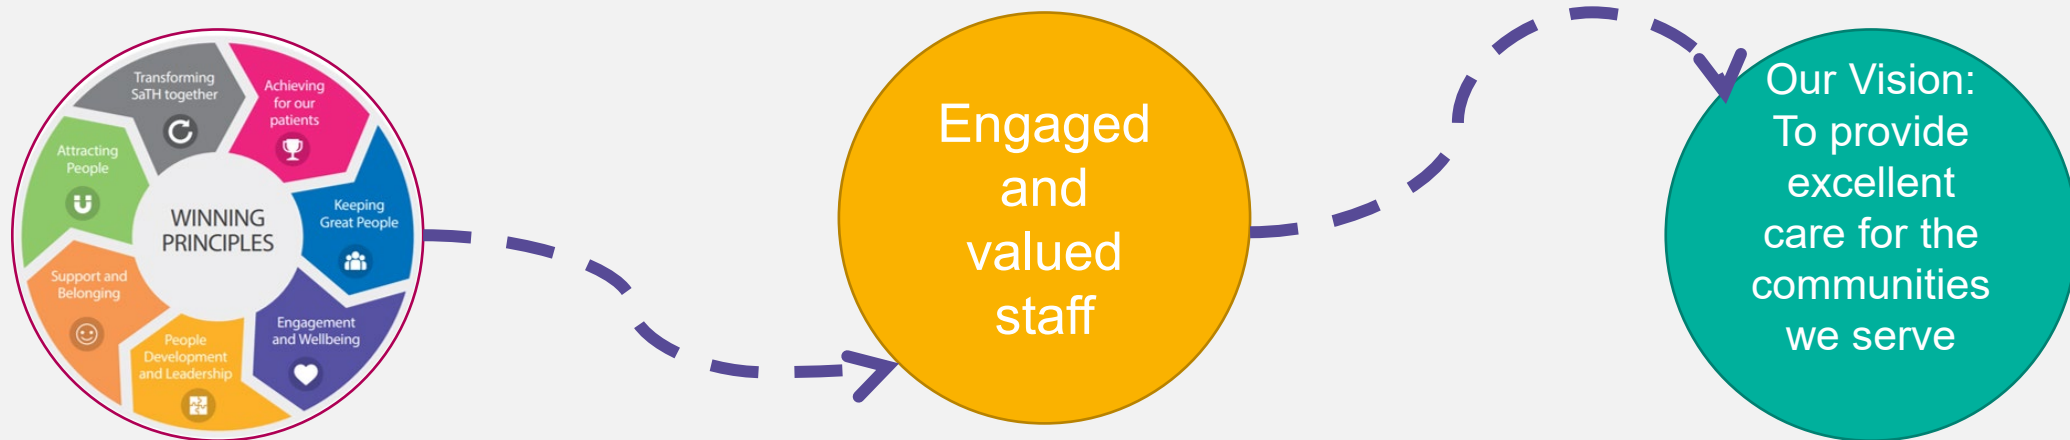 Transforming
SaTH together
Achieving
for our
patients
Keeping
Great People
Engagement
and Wellbeing
People
Development
and Leadership
Support and
Belonging
Attracting
People
WINNING
PRINCIPLES
Engaged
and
valued
staff
Our Vision:
To provide
excellent
care for the
communities
we serve